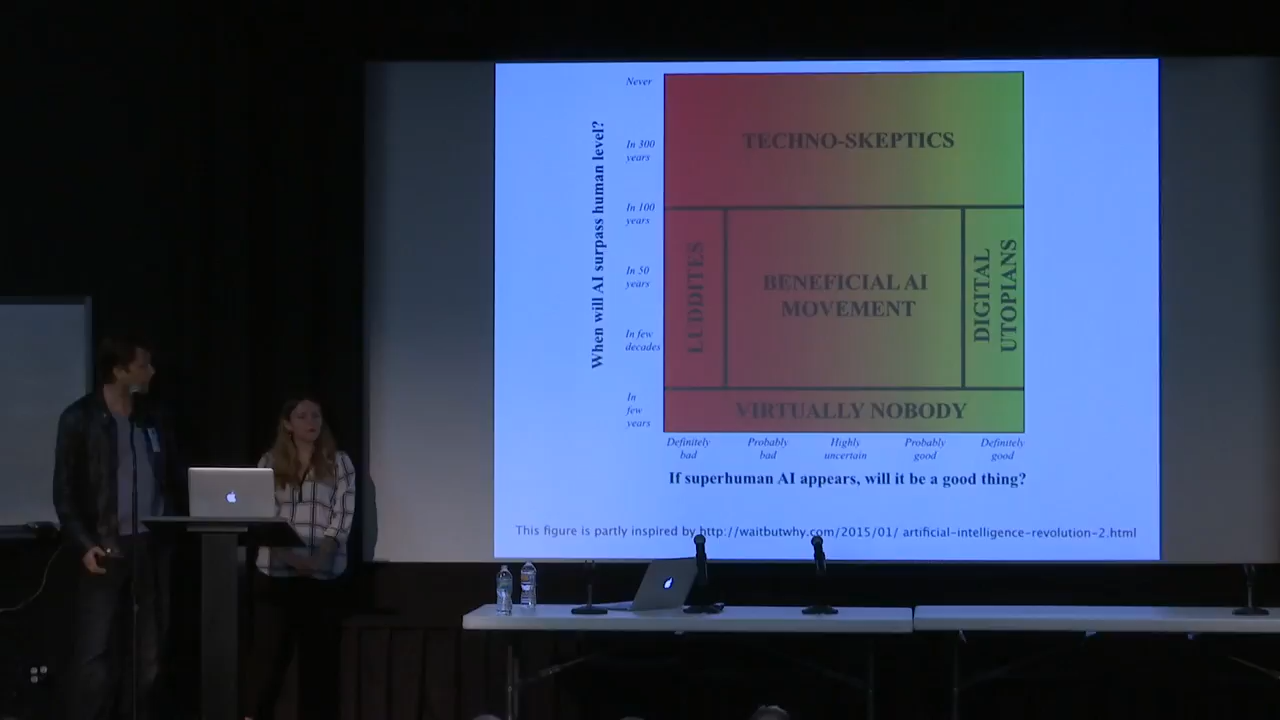 When will AI surpass human level?
Never
In 300
years
In 100
years
In 50
years
In few
decades
In
few
years
TECHNO-SKEPTICS
LUDDITES
BENEFICIAL AI
MOVEMENT
DIGITAL
UTOPIANS
VIRTUALLY NOBODY
Definitely
bad
Probably
bad
Highly
uncertain
Probably
good
Definitely
good
If superhuman AI appears, will it be a good thing?
This figure is partly inspired by http://waitbutwhy.com/2015/01/ artificial-intelligence-revolution-2.html